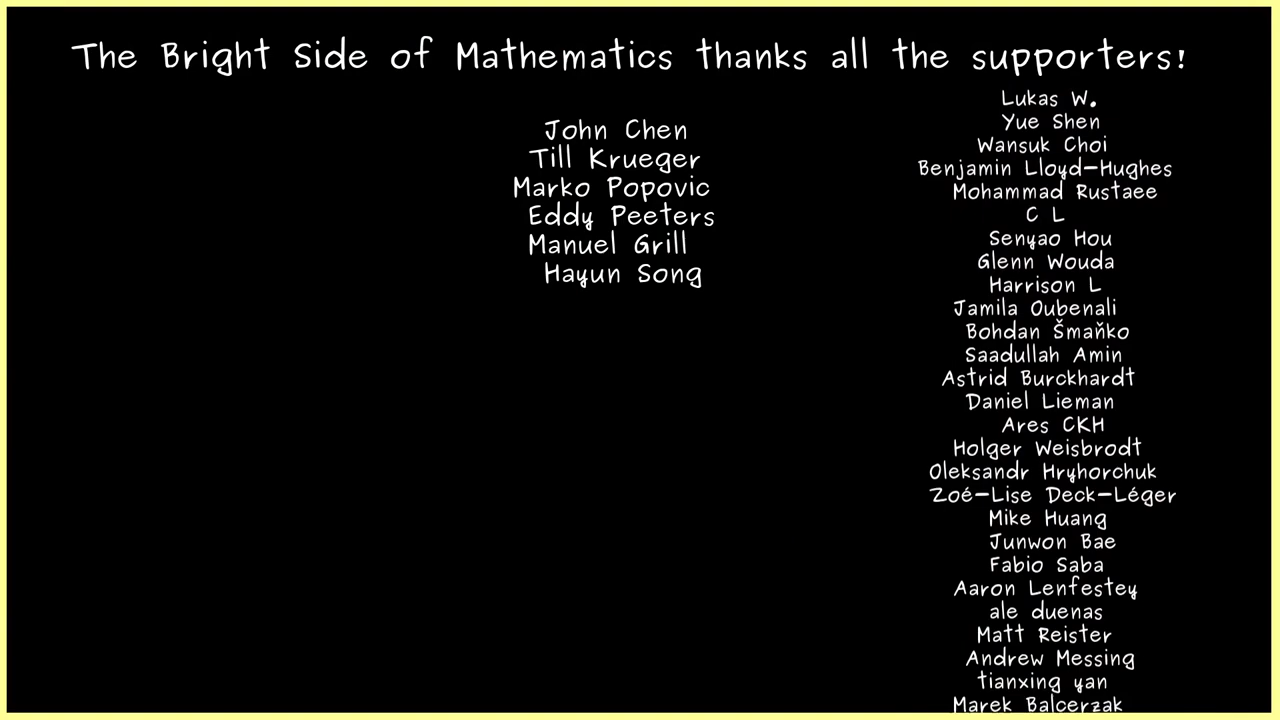 The Bright Side of Mathematics thanks all the supporters!
John Chen
Till Krueger
Marko Popovic
Eddy Peeters
Manuel Grill
Hayun Song
Lukas W.
Yue Shen
Wansuk Choi
Benjamin Lloyd-Hughes
Mohammad Rustaee
C L
Senyao Hou
Glenn Wouda
Harrison L
Jamila Oubenali
Bohdan Šmaňko
Saadullah Amin
Astrid Burckhardt
Daniel Lieman
Ares CKH
Holger Weisbrodt
Oleksandr Hryhorchuk
Zoé-Lise Deck-Léger
Mike Huang
Junwon Bae
Fabio Saba
Aaron Lenfestey
ale duenas
Matt Reister
Andrew Messing
tianxing yan
Marek Balcerzak